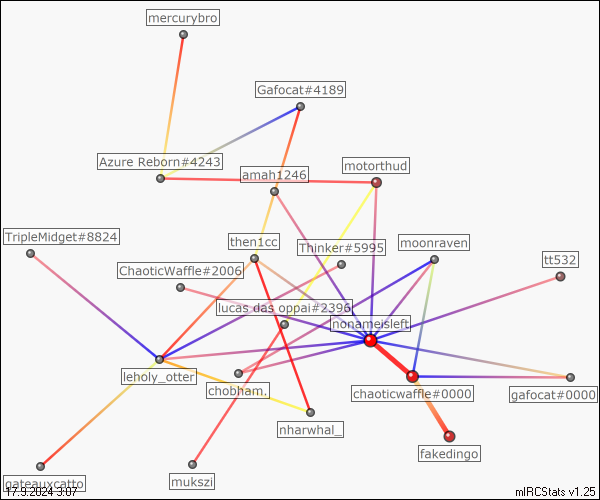 mercurybro
Gafocat#4189
Azure Reborn#4243
amah1246
motorthud
TripleMidget#8824
then1cc
Thinker#5995
moonraven
ChaoticWaffle#2006
tt532
lucas das oppai#2396
nonameisleft
leholy_otter
chobham.
chaoticwaffle#0000
gafocat#0000
nharwhal_
fakedingo
gateauxcatto
mukszi
17.9.2024 3:07
mIRCStats v1.25